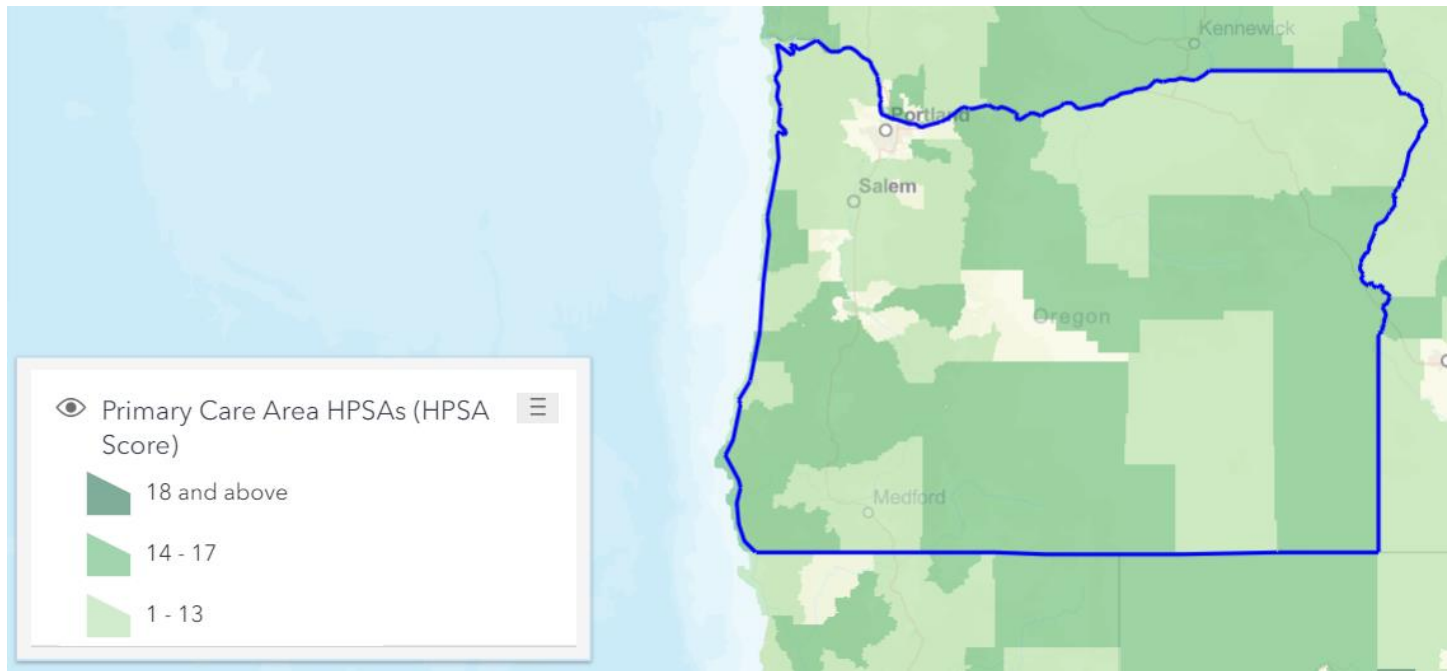 Kennewick
Portland
Salem
Oregon
Medford
Primary Care Area HPSAs (HPSA
Score)
18 and above
14 - 17
1 - 13